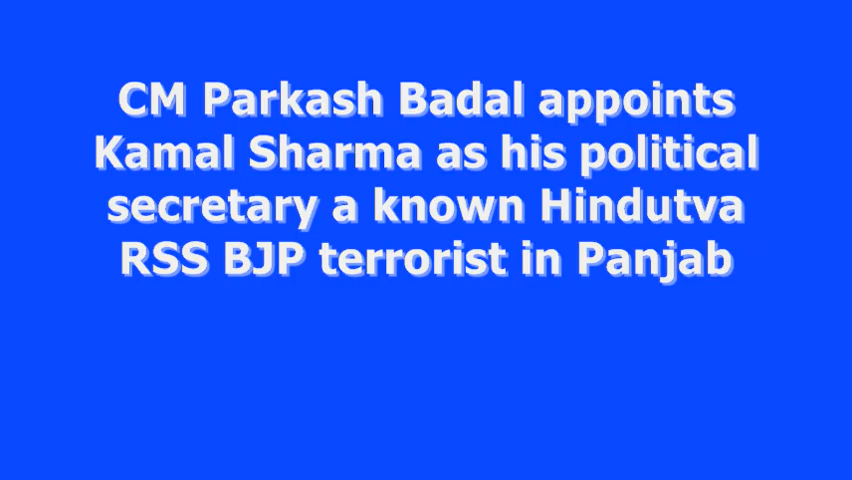 CM Parkash Badal appoints
Kamal Sharma as his political
secretary a known Hindutva
RSS BJP terrorist in Panjab